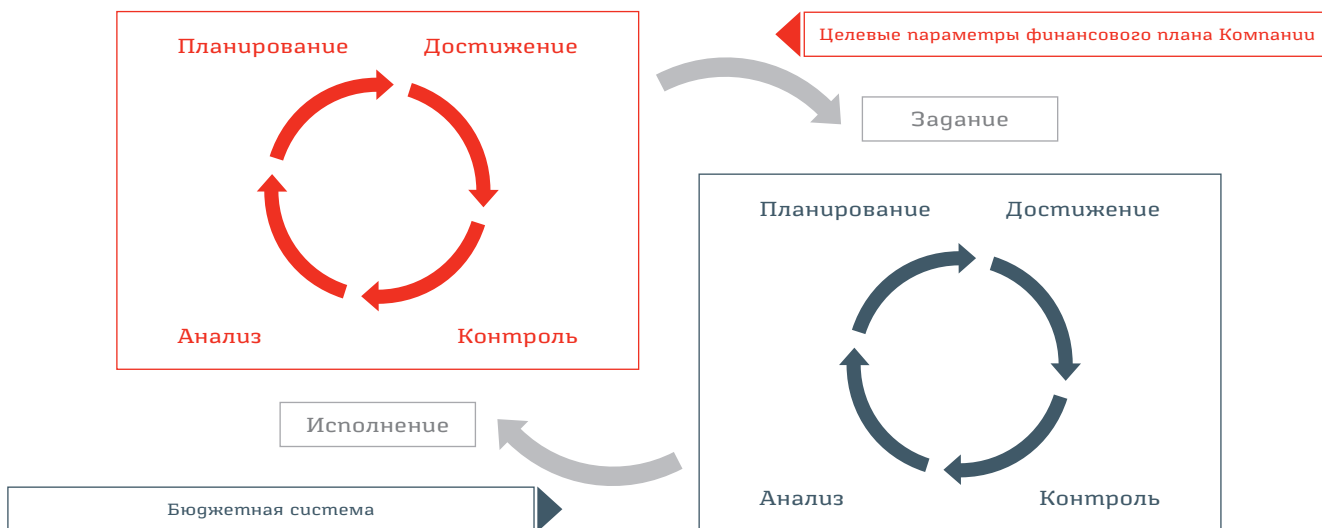 Планирование Достижение
Целевые параметры финансового плана Компании
Задание
Анализ Контроль
Планирование Достижение
Исполнение
Анализ Контроль
Бюджетная система